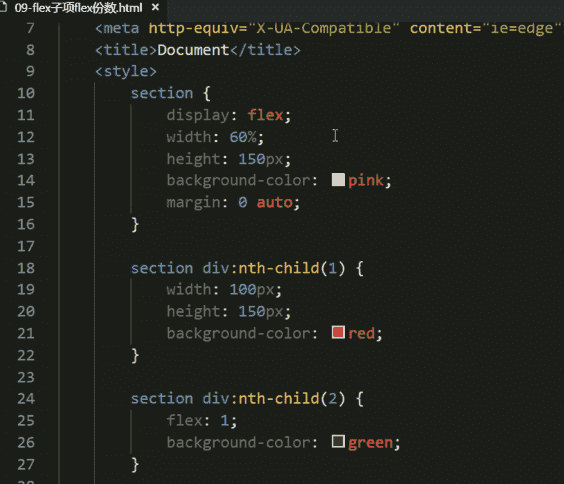 09-flex子项flex份数.html ×
7 <meta http-equiv="X-UA-Compatible" content="ie=edge"
8 <title>Document</title>
9 <style>
10 section {
11 display: flex;
12 width: 60%;
13 height: 150px;
14 background-color: pink;
15 margin: 0 auto;
16 }
17
18 section div:nth-child(1) {
19 width: 100px;
20 height: 150px;
21 background-color: red;
22 }
23
24 section div:nth-child(2) {
25 flex: 1;
26 background-color: green;
27 }